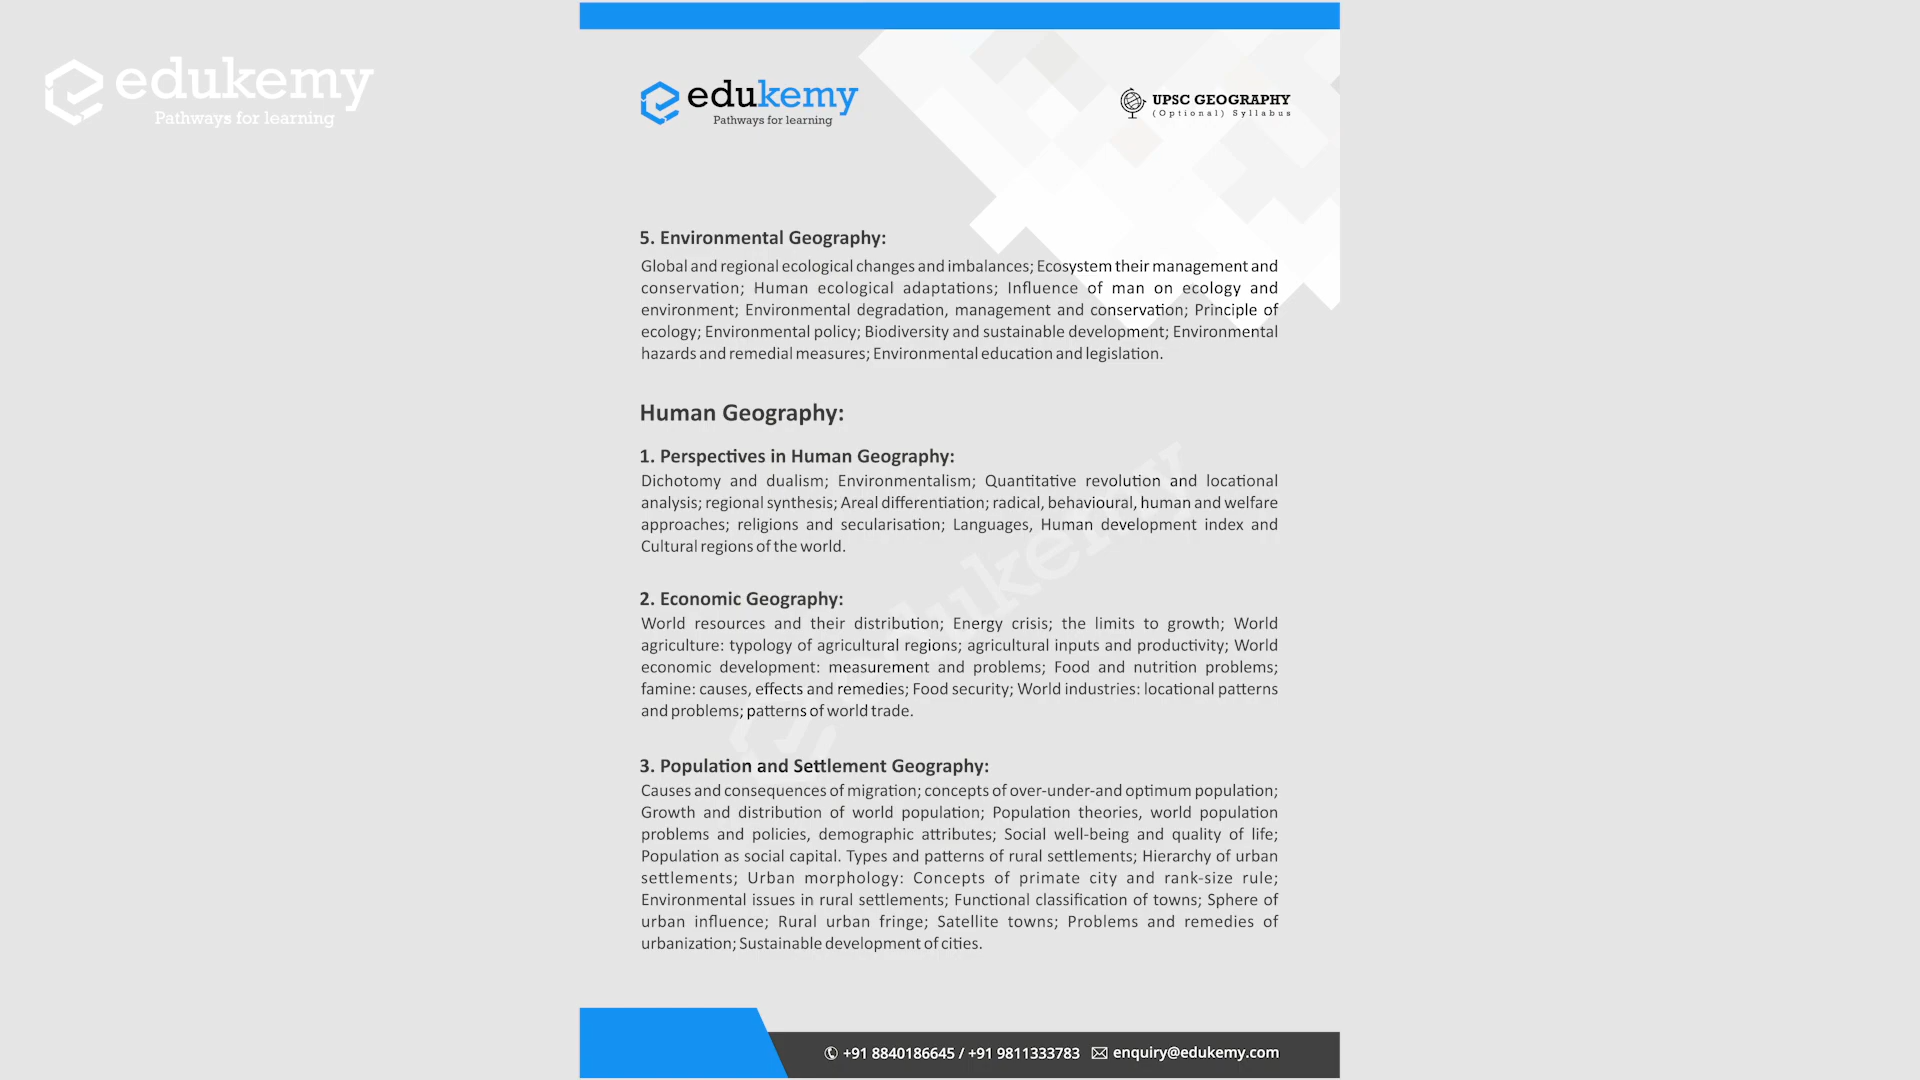 edukemy
Pathways for learning
edukemy
Pathways for learning
UPSC GEOGRAPHY
(Optional) Syllabus
5. Environmental Geography:
Global and regional ecological changes and imbalances; Ecosystem their management and
conservation; Human ecological adaptations; Influence of man on ecology and
environment; Environmental degradation, management and conservation; Principle of
ecology; Environmental policy; Biodiversity and sustainable development; Environmental
hazards and remedial measures; Environmental education and legislation.
Human Geography:
1. Perspectives in Human Geography:
Dichotomy and dualism; Environmentalism; Quantitative revolution and locational
analysis; regional synthesis; Areal differentiation; radical, behavioural, human and welfare
approaches; religions and secularisation; Languages, Human development index and
Cultural regions of the world.
2. Economic Geography:
World resources and their distribution; Energy crisis; the limits to growth; World
agriculture: typology of agricultural regions; agricultural inputs and productivity; World
economic development: measurement and problems; Food and nutrition problems;
famine: causes, effects and remedies; Food security; World industries: locational patterns
and problems; patterns of world trade.
3. Population and Settlement Geography:
Causes and consequences of migration; concepts of over-under-and optimum population;
Growth and distribution of world population; Population theories, world population
problems and policies, demographic attributes; Social well-being and quality of life;
Population as social capital. Types and patterns of rural settlements; Hierarchy of urban
settlements; Urban morphology: Concepts of primate city and rank-size rule;
Environmental issues in rural settlements; Functional classification of towns; Sphere of
urban influence; Rural urban fringe; Satellite towns; Problems and remedies of
urbanization; Sustainable development of cities.
edukemy
+91 8840186645 / +91 9811333783 enquiry@edukemy.com